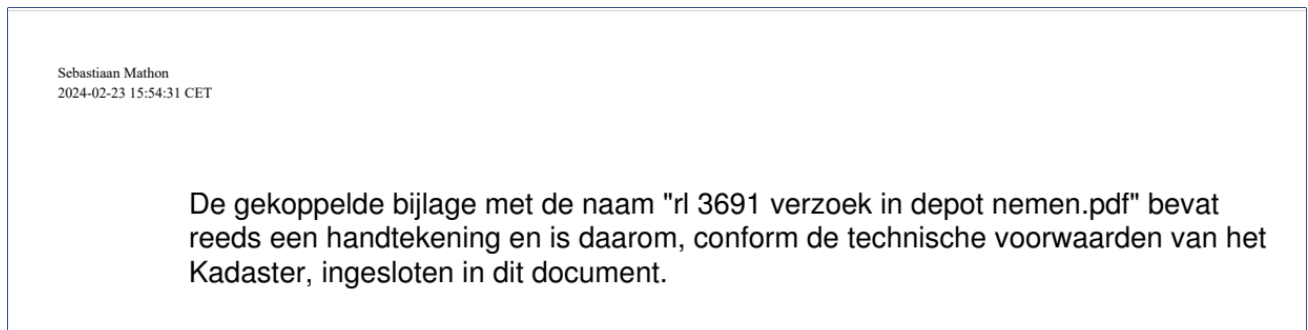 Sebastiaan Mathon
2024-02-23 15:54:31 CET
De gekoppelde bijlage met de naam "rl 3691 verzoek in depot nemen.pdf" bevat
reeds een handtekening en is daarom, conform de technische voorwaarden van het
Kadaster, ingesloten in dit document.